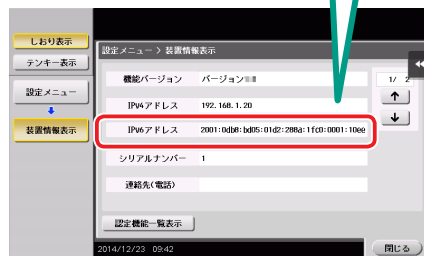 しおり表示
テンキー表示
設定メニュー
装置情報表示
設定メニュー > 装置情報表示
機能バージョン バージョン
1/ 2
IPv4アドレス 192.168.1.20
IPv6アドレス 2001:0db8:bd05:01d2:288a:1fc0:0001:10ee
シリアルナンバー 1
連絡先(電話)
認定機能一覧表示
2014/12/23 09:42
閉じる